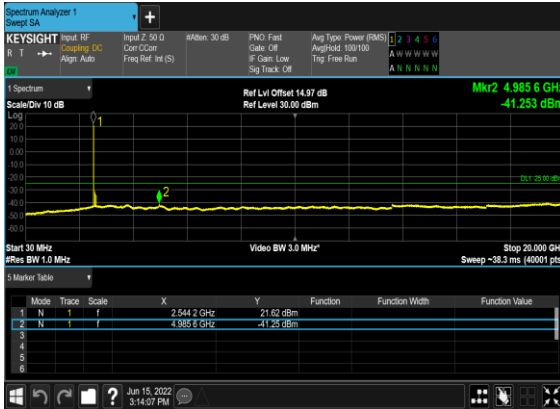 Spectrum Analyzer 1
Swept SA
+
KEYSIGHT Input: RF Input Z: 50 Ω #Atten: 30 dB PNO: Fast Avg Type: Power (RMS) 1 2 3 4 5 6
R T Coupling: DC Corr CCorr Gate: Off Avg|Hold: 100/100 A W W W W W
Align: Auto Freq Ref: Int (S) IF Gain: Low Trig: Free Run
Sig Track: Off A N N N N N
1 Spectrum Ref Lvl Offset 14.97 dB Mkr2 4.985 6 GHz
Scale/Div 10 dB Ref Level 30.00 dBm -41.253 dBm
Log
20.0
10.0
0.00
-10.0
-20.0
-30.0
-40.0
-50.0
-60.0
1
2
DL1 -25.00 dBm
Start 30 MHz Video BW 3.0 MHz* Stop 20.000 GHz
#Res BW 1.0 MHz Sweep ~38.3 ms (40001 pts)
5 Marker Table
Mode Trace Scale X Y Function Function Width Function Value
1 N 1 f 2.544 2 GHz 21.62 dBm
2 N 1 f 4.985 6 GHz -41.25 dBm
3
4
5
6
? Jun 15, 2022
3:14:07 PM